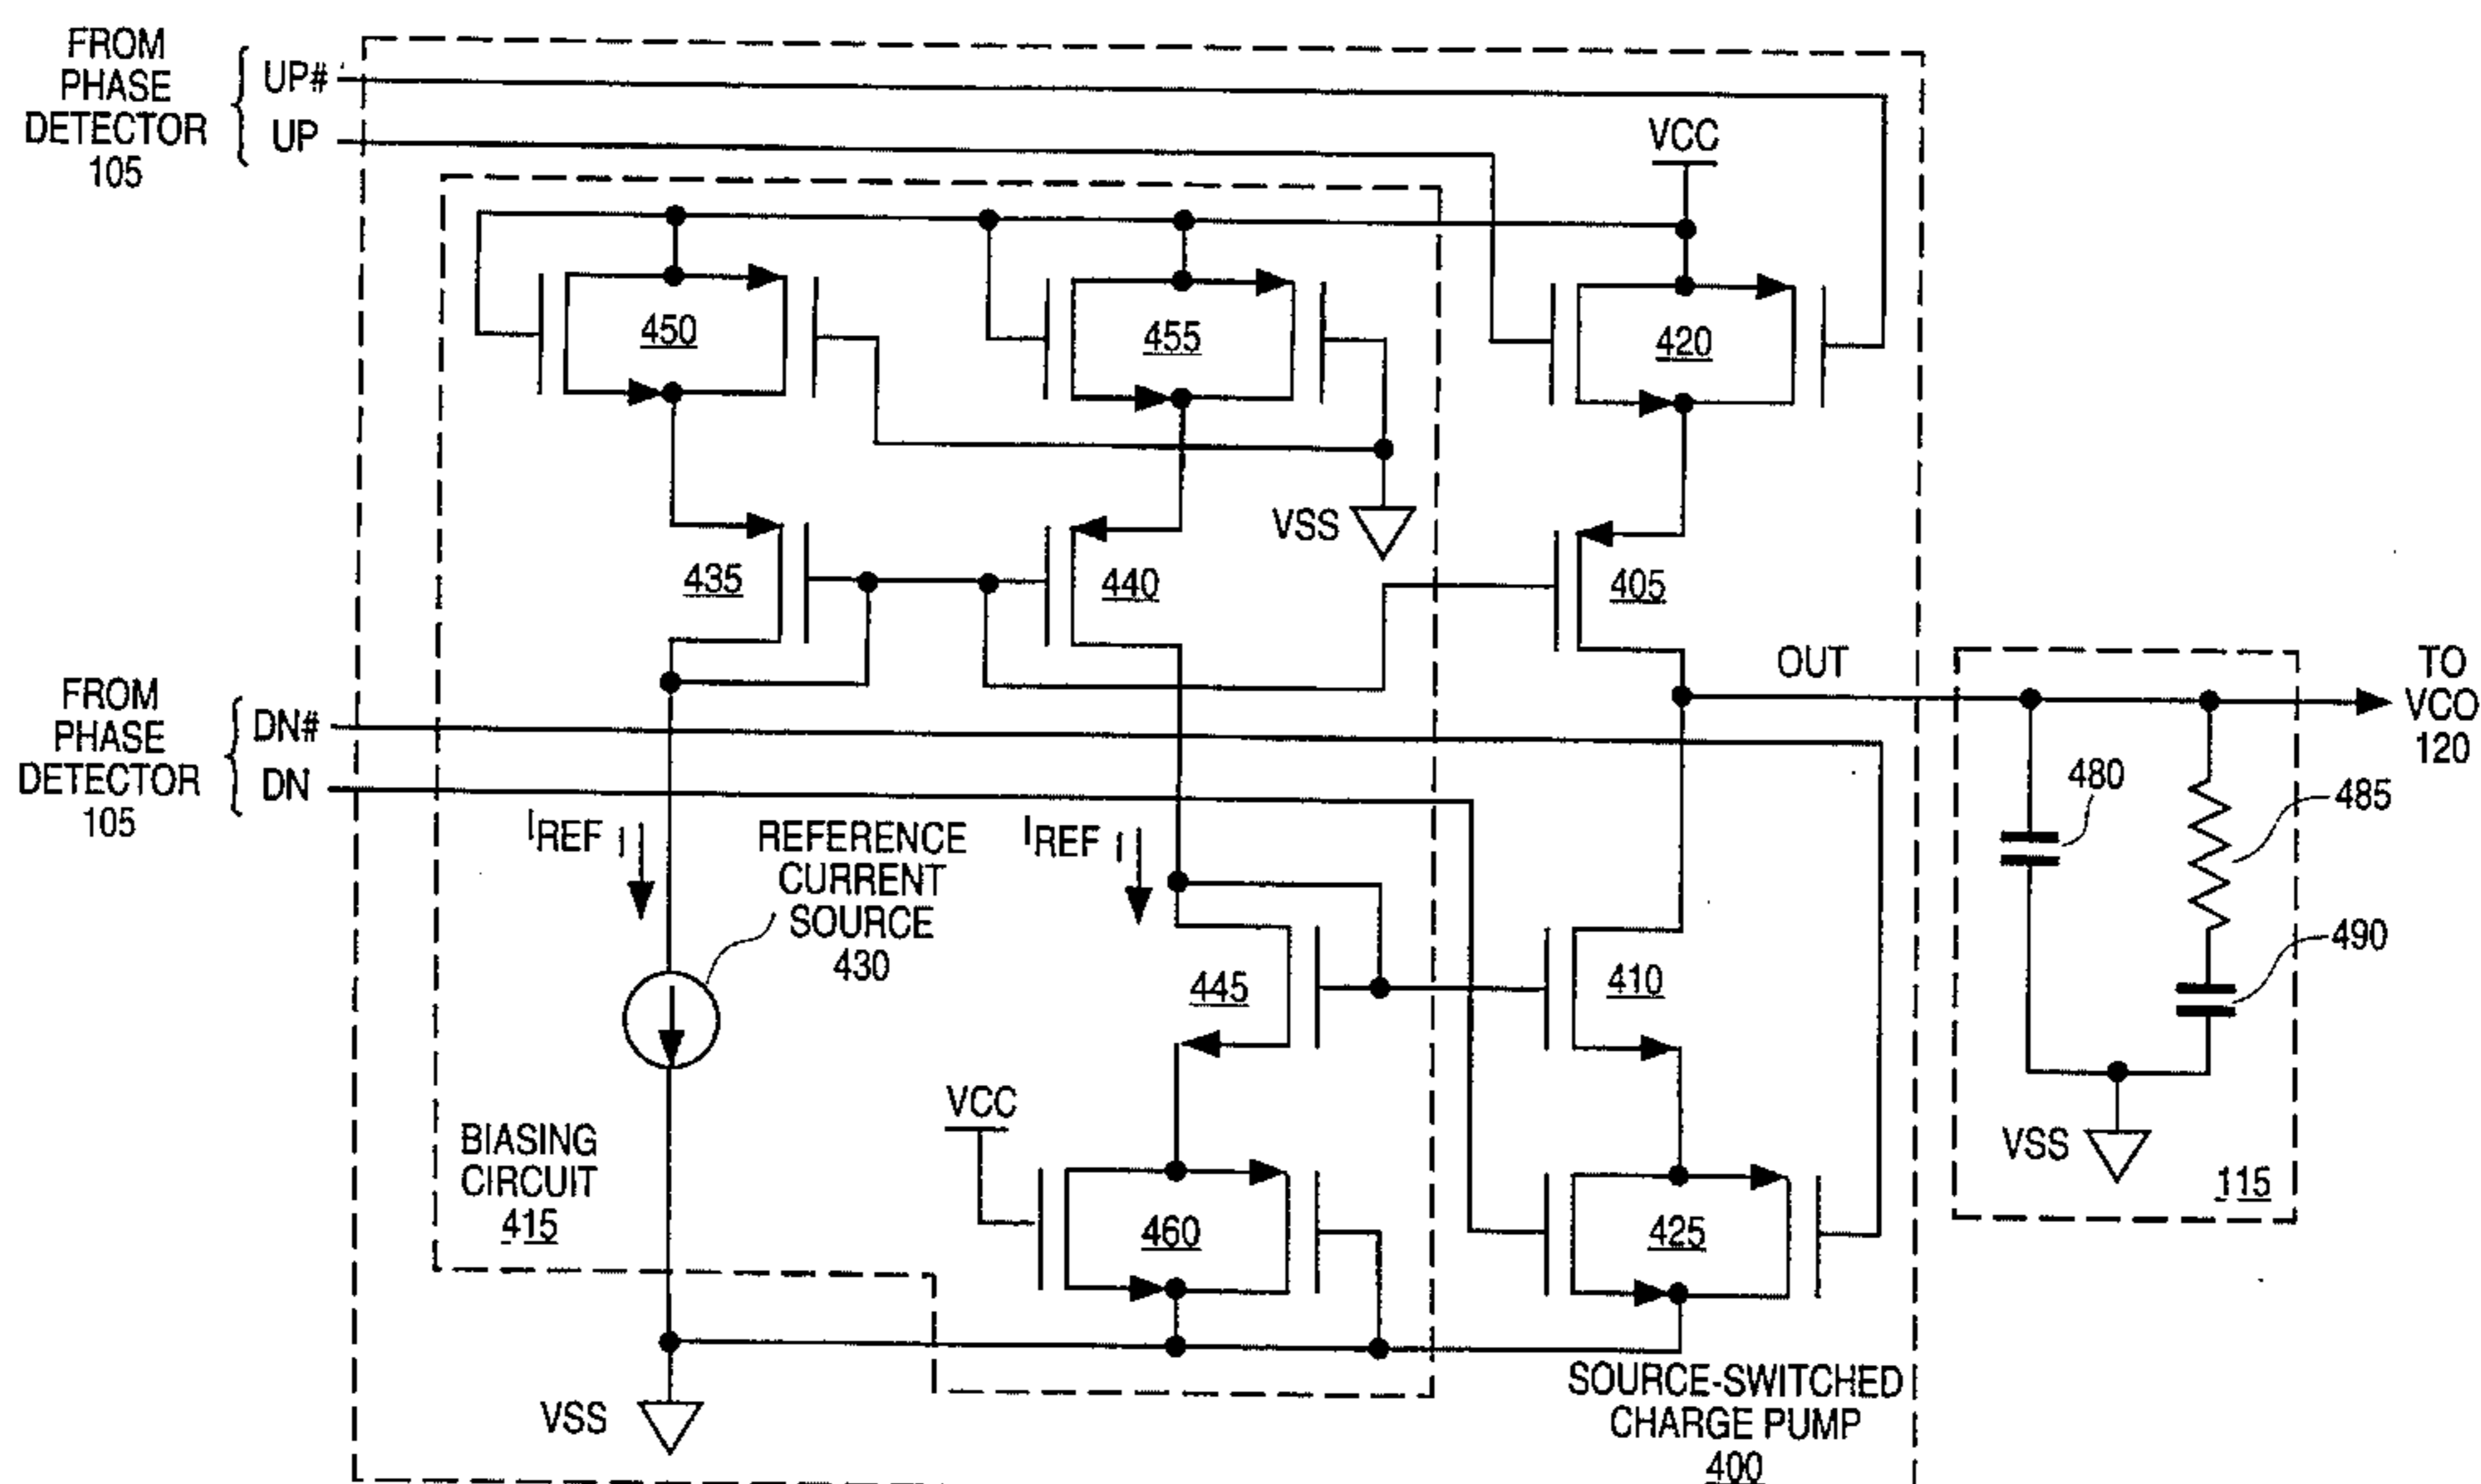 FROM
PHASE
DETECTOR
105
UP#
UP
VCC
450
455
420
VSS
435
440
405
OUT
TO
VCO
120
FROM
PHASE
DETECTOR
105
DN#
DN
IREF
REFERENCE
CURRENT
SOURCE
430
IREF
480
485
490
445
410
VCC
BIASING
CIRCUIT
415
460
425
VSS
115
VSS
SOURCE-SWITCHED
CHARGE PUMP
400